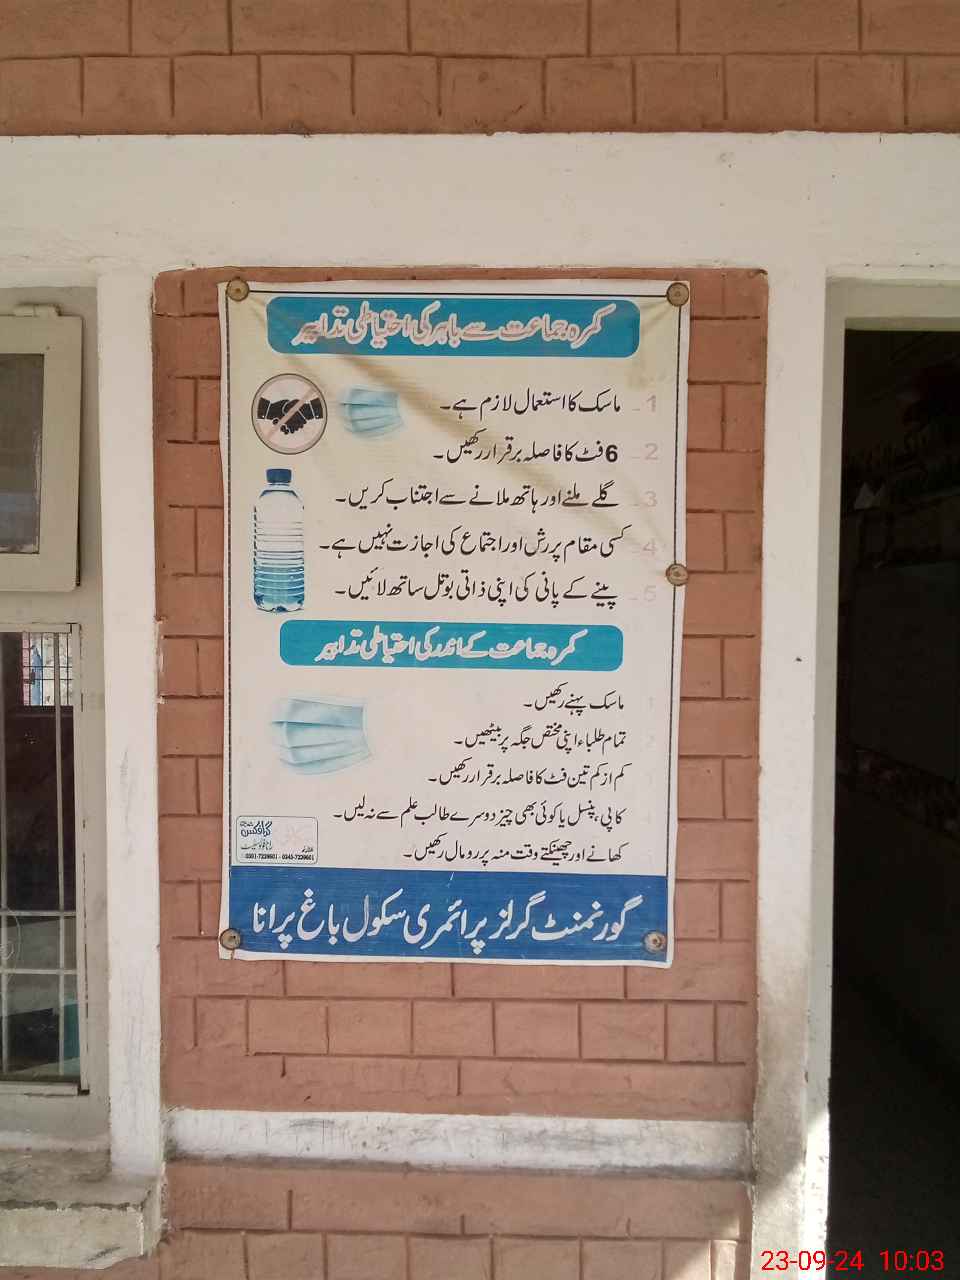 کمرہ جماعت سے باہر کی احتیاطی تدابیر
1- ماسک کا استعمال لازم ہے۔
2- 6 فٹ کا فاصلہ برقرار رکھیں۔
3- گلے ملنے اور ہاتھ ملانے سے اجتناب کریں۔
4- کسی مقام پر رش اور اجتماع کی اجازت نہیں ہے۔
5- پینے کے پانی کی اپنی ذاتی بوتل ساتھ لائیں۔
کمرہ جماعت کے اندر کی احتیاطی تدابیر
ماسک پہنے رکھیں۔
تمام طلباء اپنی مختص جگہ پر بیٹھیں۔
کم از کم تین فٹ کا فاصلہ برقرار رکھیں۔
کاپی، پنسل یا کوئی بھی چیز دوسرے طالب علم سے نہ لیں۔
کھانے اور چھینکتے وقت منہ پر رومال رکھیں۔
گرافکس
0301-7239601 - 0343-7239601
گورنمنٹ گرلز پرائمری سکول باغ پرانا
23-09-24 10:03